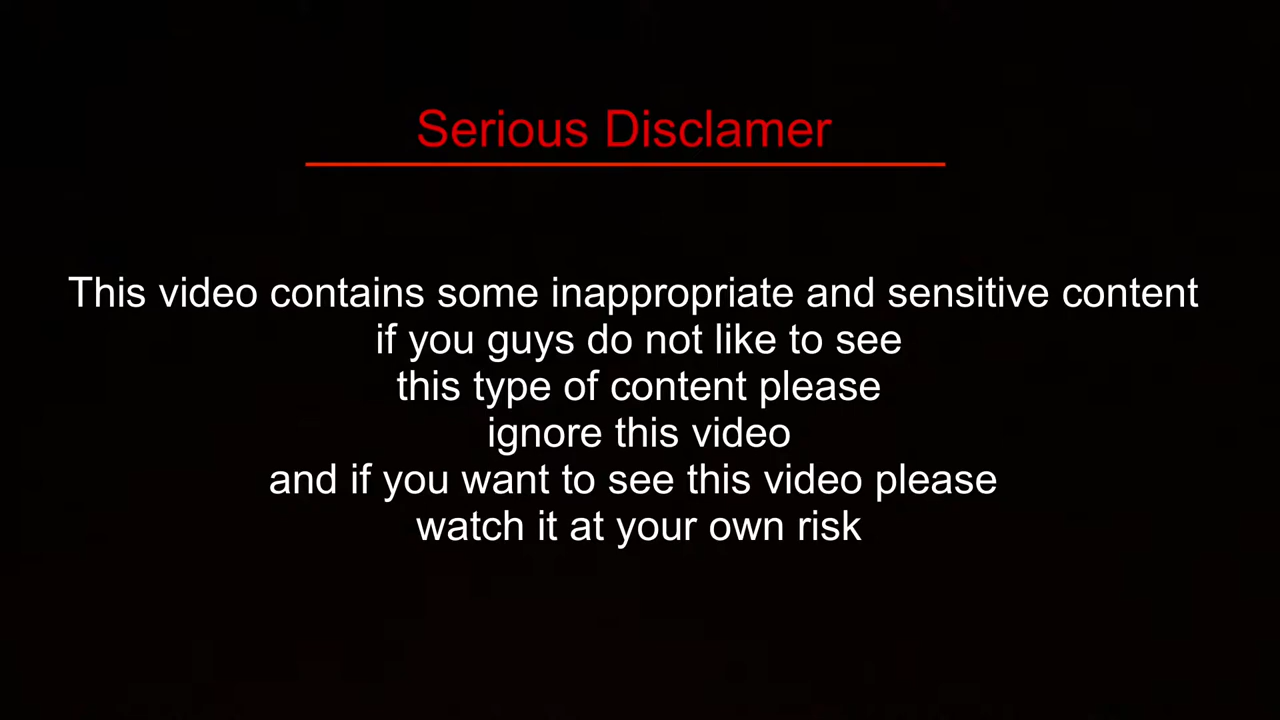 Serious Disclamer
This video contains some inappropriate and sensitive content
if you guys do not like to see
this type of content please
ignore this video
and if you want to see this video please
watch it at your own risk